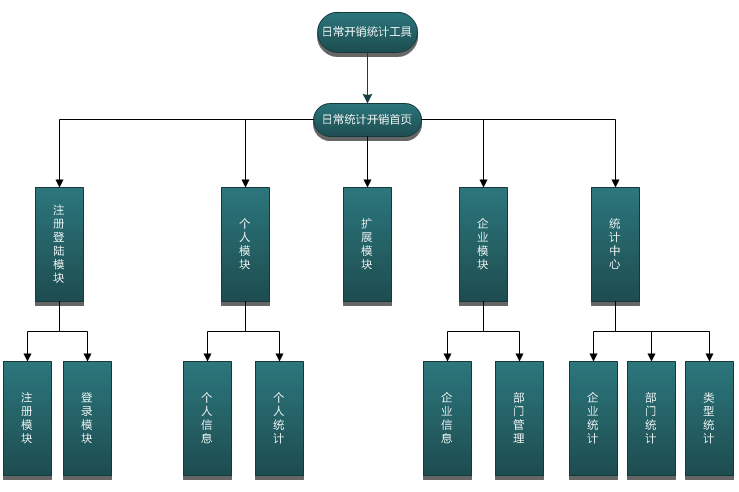 日常开销统计工具
日常统计开销首页
注册登陆模块
个人模块
扩展模块
企业模块
统计中心
注册模块
登录模块
个人信息
个人统计
企业信息
部门管理
企业统计
部门统计
类型统计